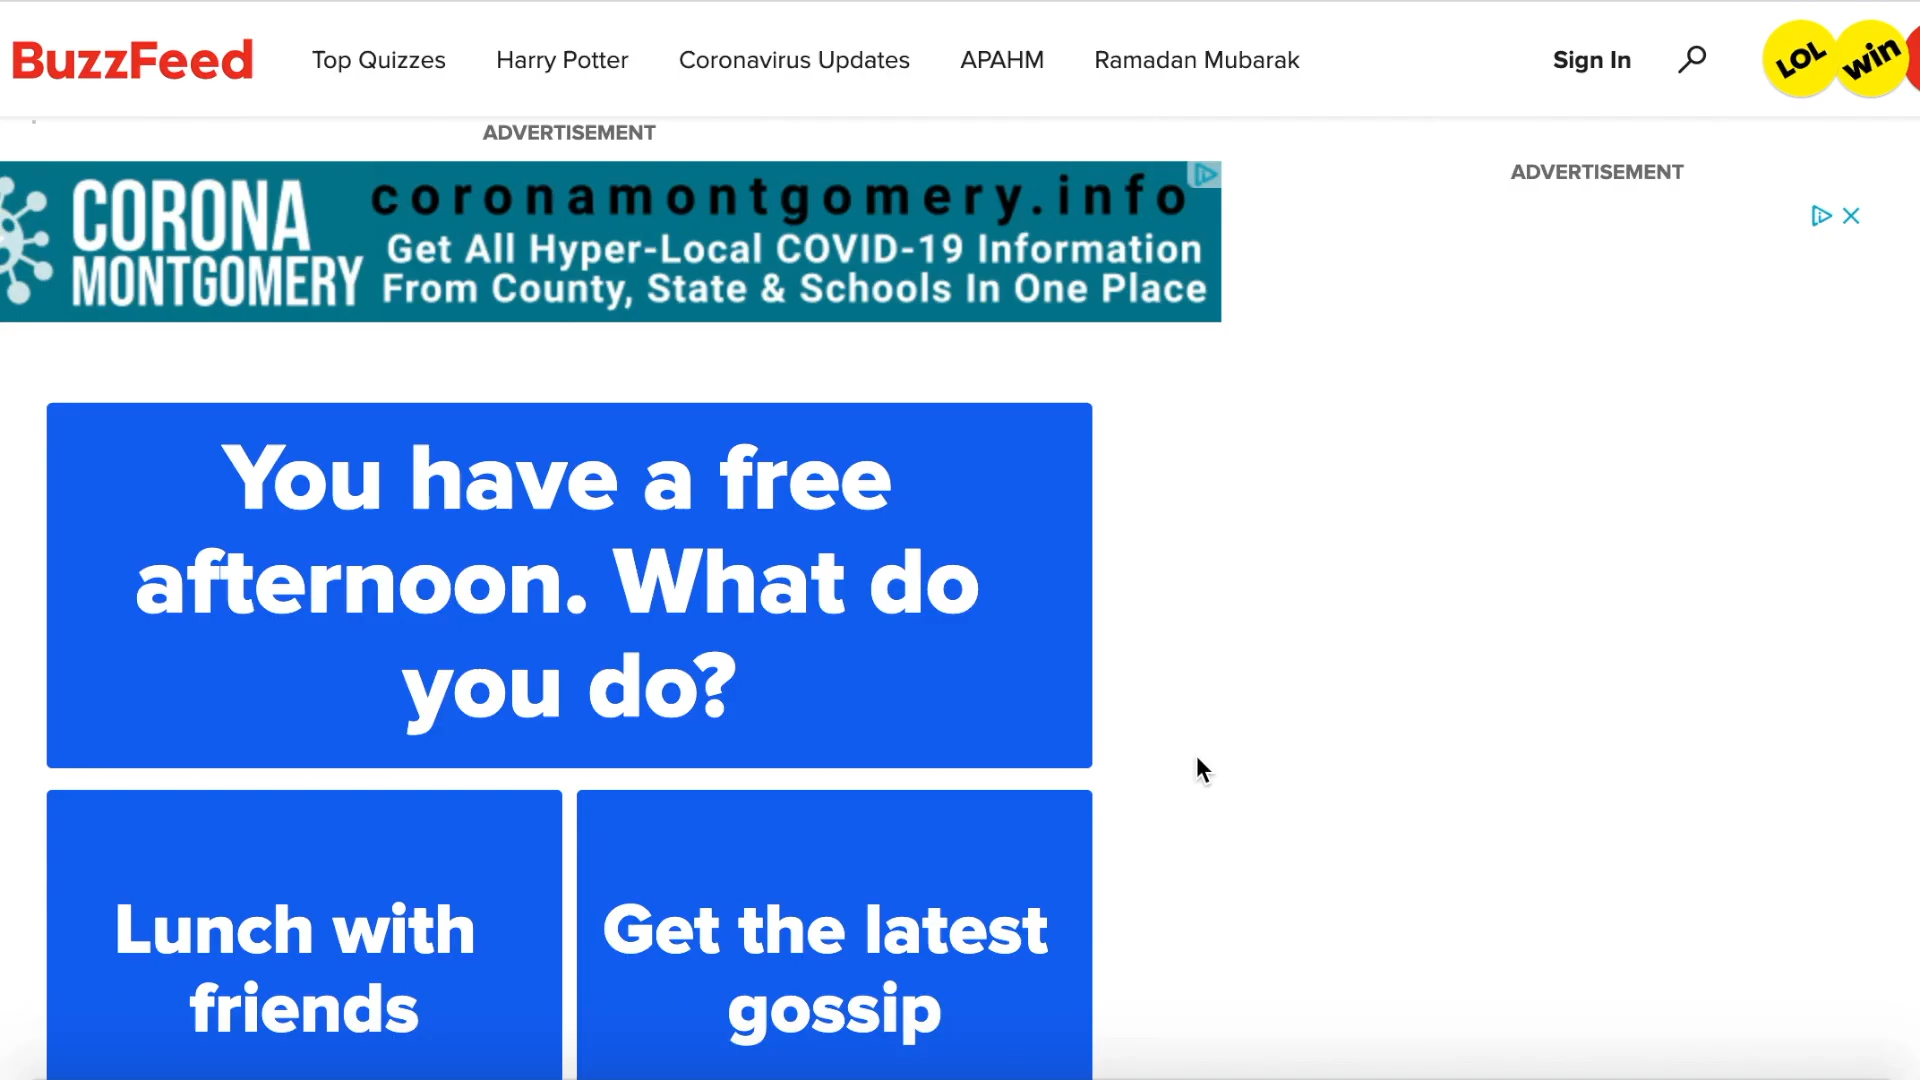 BuzzFeed Top Quizzes Harry Potter Coronavirus Updates APAHM Ramadan Mubarak Sign In LOL win
ADVERTISEMENT
ADVERTISEMENT
CORONA
MONTGOMERY
coronamontgomery.info
Get All Hyper-Local COVID-19 Information
From County, State & Schools In One Place
You have a free
afternoon. What do
you do?
Lunch with
friends
Get the latest
gossip